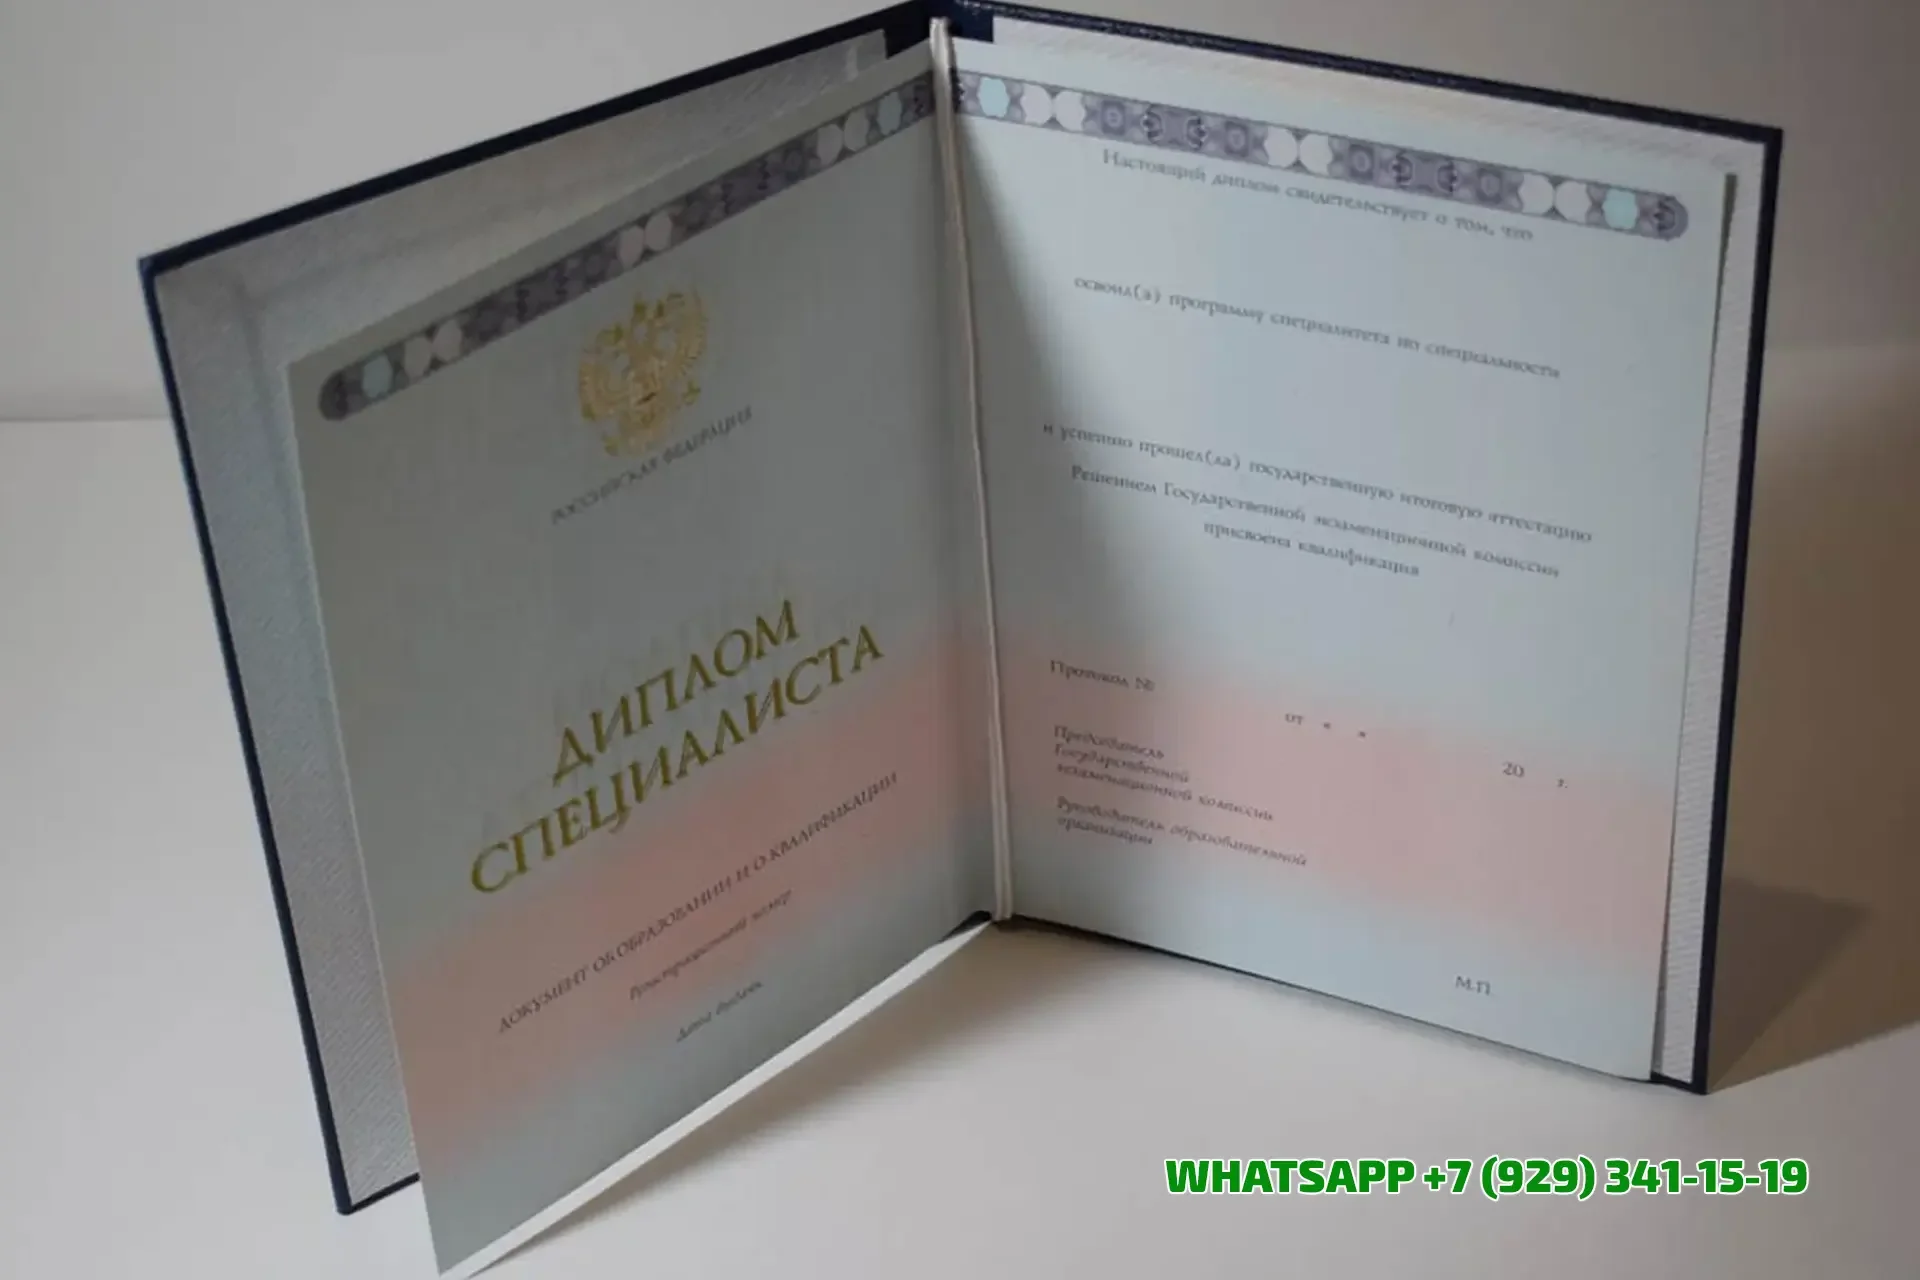 РОССИЙСКАЯ ФЕДЕРАЦИЯ
ДИПЛОМ
СПЕЦИАЛИСТА
ДОКУМЕНТ ОБ ОБРАЗОВАНИИ И О КВАЛИФИКАЦИИ
Регистрационный номер
Дата выдачи
Настоящий диплом свидетельствует о том, что
освоил(а) программу специалитета по специальности
и успешно прошел(ла) государственную итоговую аттестацию
Решением Государственной экзаменационной комиссии
присвоена квалификация
Протокол №
от « »
20 г.
Председатель
Государственной
экзаменационной комиссии
Руководитель образовательной
организации
М.П.
WHATSAPP +7 (929) 341-15-19